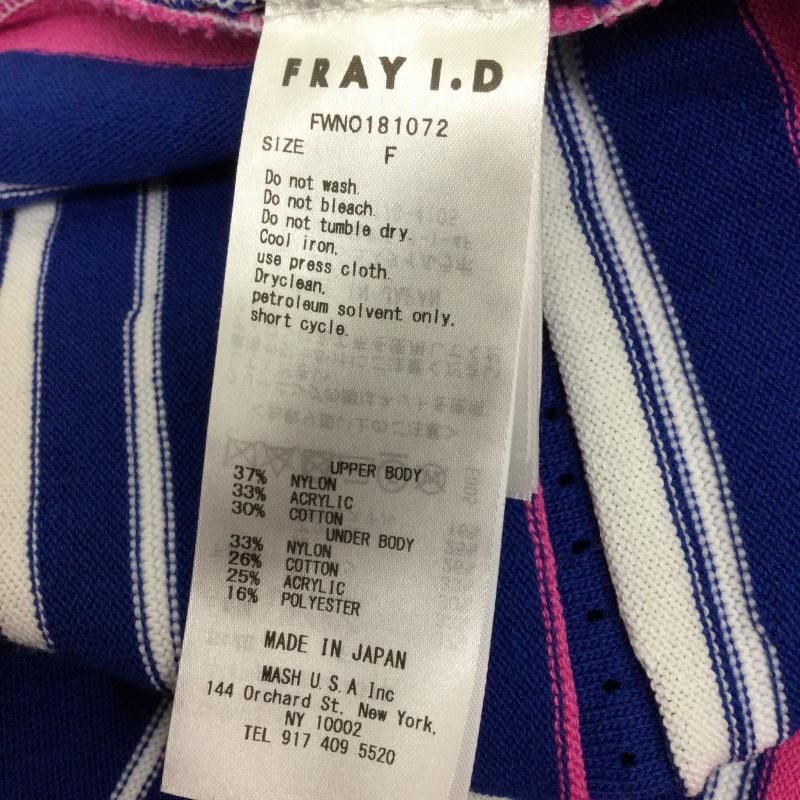 FRAY I.D
FWNO181072
SIZE F
Do not wash.
Do not bleach.
Do not tumble dry.
Cool iron.
use press cloth.
Dryclean.
petroleum solvent only.
short cycle.
UPPER BODY
37% NYLON
33% ACRYLIC
30% COTTON
UNDER BODY
33% NYLON
26% COTTON
25% ACRYLIC
16% POLYESTER
MADE IN JAPAN
MASH U.S.A Inc
144 Orchard St. New York,
NY 10002
TEL 917 409 5520